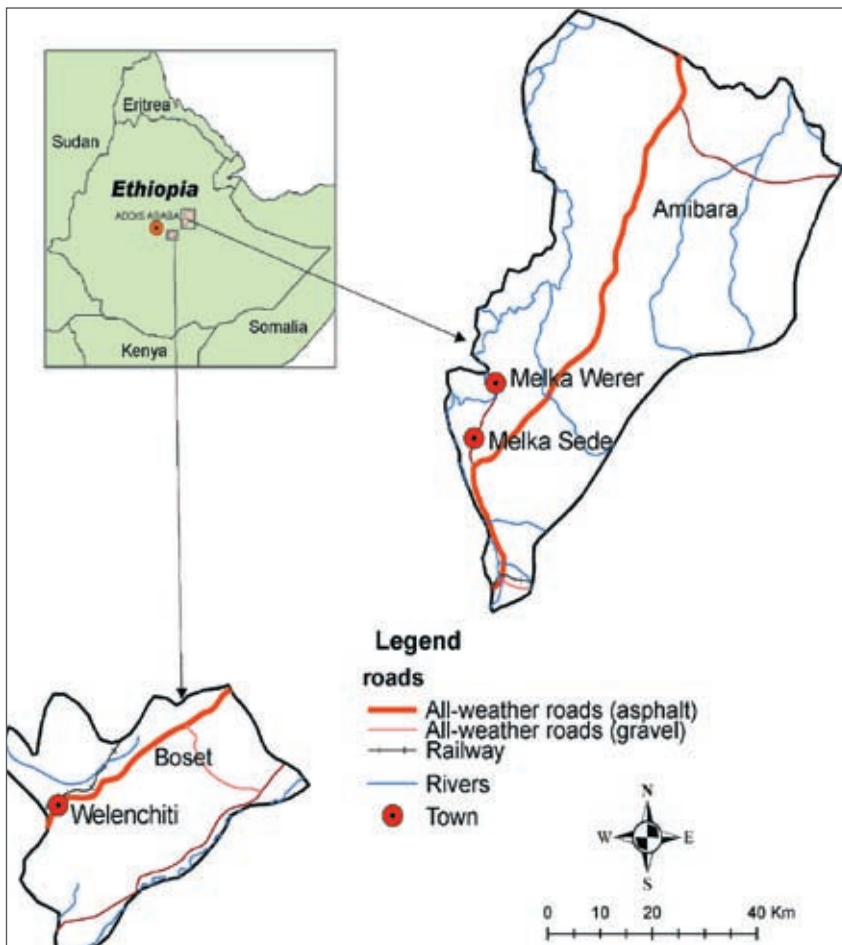 Eritrea
Sudan
Ethiopia
ADDIS ABABA
Somalia
Kenya
Amibara
Melka Werer
Melka Sede
Legend
roads
All-weather roads (asphalt)
All-weather roads (gravel)
Railway
Rivers
Town
Boset
Welenchiti
N
W E
S
0 10 20 40 Km